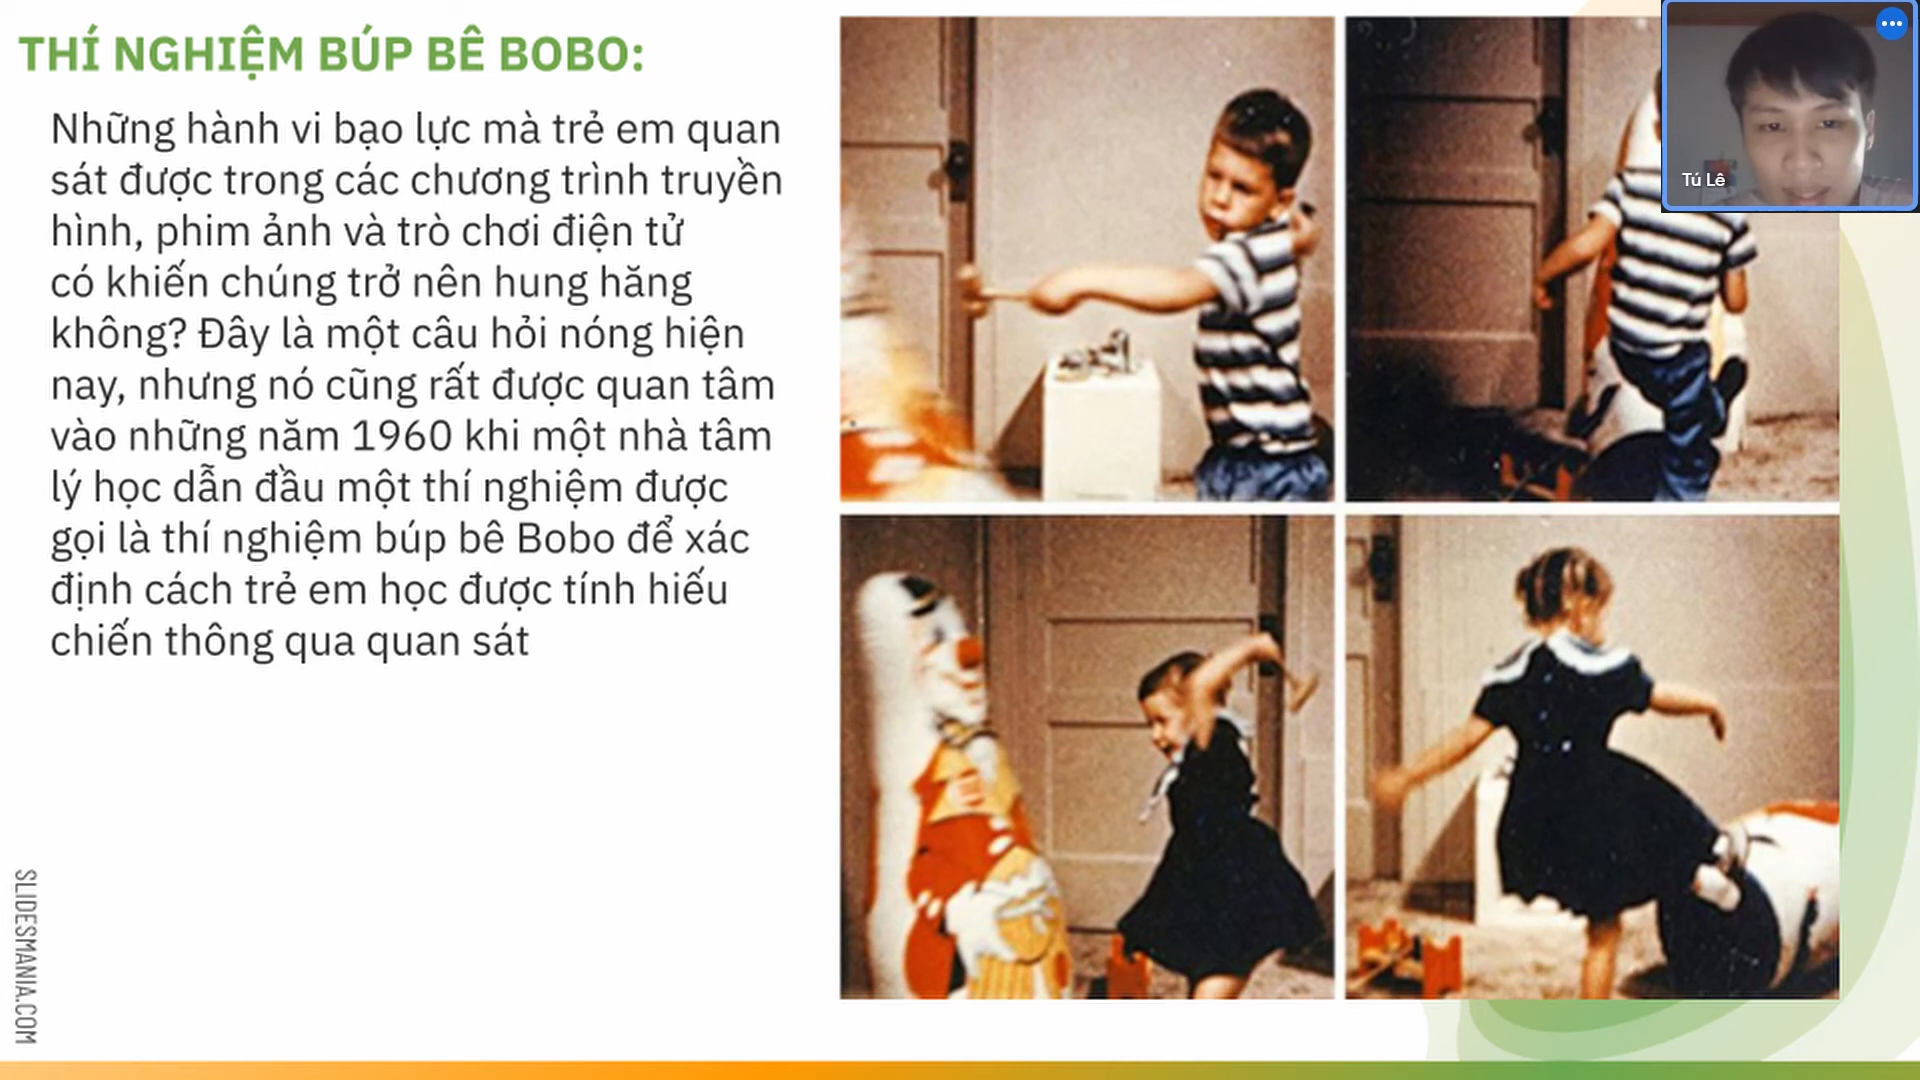 THÍ NGHIỆM BÚP BÊ BOBO:
Những hành vi bạo lực mà trẻ em quan
sát được trong các chương trình truyền
hình, phim ảnh và trò chơi điện tử
có khiến chúng trở nên hung hăng
không? Đây là một câu hỏi nóng hiện
nay, nhưng nó cũng rất được quan tâm
vào những năm 1960 khi một nhà tâm
lý học dẫn đầu một thí nghiệm được
gọi là thí nghiệm búp bê Bobo để xác
định cách trẻ em học được tính hiếu
chiến thông qua quan sát
Tú Lê
SLIDESMANIA.COM